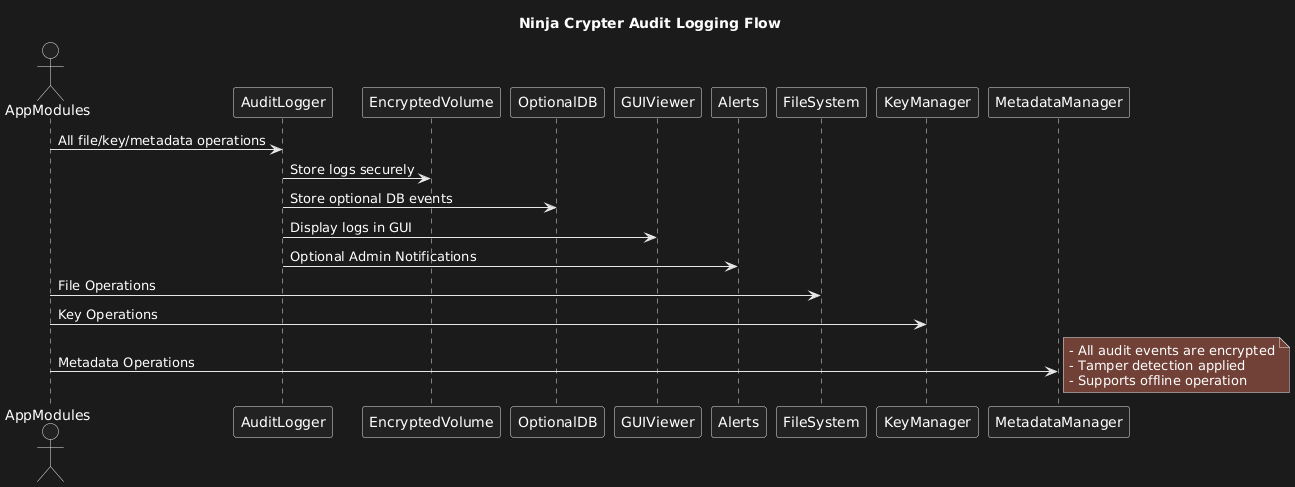 Ninja Crypter Audit Logging Flow
AppModules
AuditLogger
EncryptedVolume
OptionalDB
GUIViewer
Alerts
FileSystem
KeyManager
MetadataManager
All file/key/metadata operations
Store logs securely
Store optional DB events
Display logs in GUI
Optional Admin Notifications
File Operations
Key Operations
Metadata Operations
- All audit events are encrypted
- Tamper detection applied
- Supports offline operation
AppModules
AuditLogger
EncryptedVolume
OptionalDB
GUIViewer
Alerts
FileSystem
KeyManager
MetadataManager